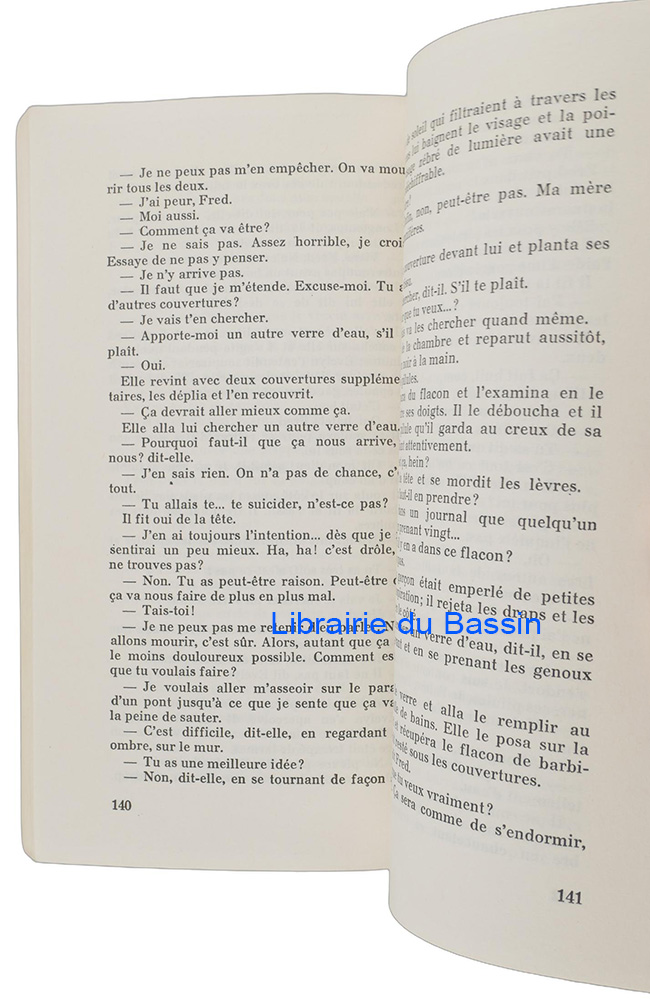 — Je ne peux pas m'en empêcher. On va mou
rir tous les deux.
— J'ai peur, Fred.
— Moi aussi.
— Comment ça va être?
— Je ne sais pas. Assez horrible, je croi
Essaye de ne pas y penser.
— Je n'y arrive pas.
— Il faut que je m'étende. Excuse-moi. Tu a
d'autres couvertures?
— Je vais t'en chercher.
— Apporte-moi un autre verre d'eau, s'il
plaît.
— Oui.
Elle revint avec deux couvertures suppléme
taires, les déplia et l'en recouvrit.
— Ça devrait aller mieux comme ça.
Elle alla lui chercher un autre verre d'eau.
— Pourquoi faut-il que ça nous arrive,
nous? dit-elle.
— J'en sais rien. On n'a pas de chance, c'
tout.
— Tu allais te... te suicider, n'est-ce pas?
Il fit oui de la tête.
— J'en ai toujours l'intention... dès que je
sentirai un peu mieux. Ha, ha! c'est drôle,
ne trouves pas?
— Non. Tu as peut-être raison. Peut-être
ça va nous faire de plus en plus mal.
— Tais-toi!
— Je ne peux pas me retenir d'en parler. N
allons mourir, c'est sûr. Alors, autant que ça
le moins douloureux possible. Comment es
que tu voulais faire?
— Je voulais aller m'asseoir sur le para
d'un pont jusqu'à ce que je sente que ça va
la peine de sauter.
— C'est difficile, dit-elle, en regardant
ombre, sur le mur.
— Tu as une meilleure idée?
— Non, dit-elle, en se tournant de façon
140
soleil qui filtraient à travers les
lui baignent le visage et la poi-
zébré de lumière avait une
chiffrable.
non, peut-être pas. Ma mère
ouverture devant lui et planta ses
cher, dit-il. S'il te plaît.
que tu veux...?
va les chercher quand même.
la chambre et reparut aussitôt,
noir à la main.
du flacon et l'examina en le
ses doigts. Il le déboucha et il
qu'il garda au creux de sa
attentivement.
hein?
tête et se mordit les lèvres.
en prendre?
un journal que quelqu'un
prenant vingt...
en a dans ce flacon?
garçon était emperlé de petites
il rejeta les draps et les
côté.
un verre d'eau, dit-il, en se
et en se prenant les genoux
verre et alla le remplir au
de bains. Elle le posa sur la
et récupéra le flacon de barbi-
resté sous les couvertures.
Fred.
tu veux vraiment?
Ça sera comme de s'endormir,
141
Librairie du Bassin